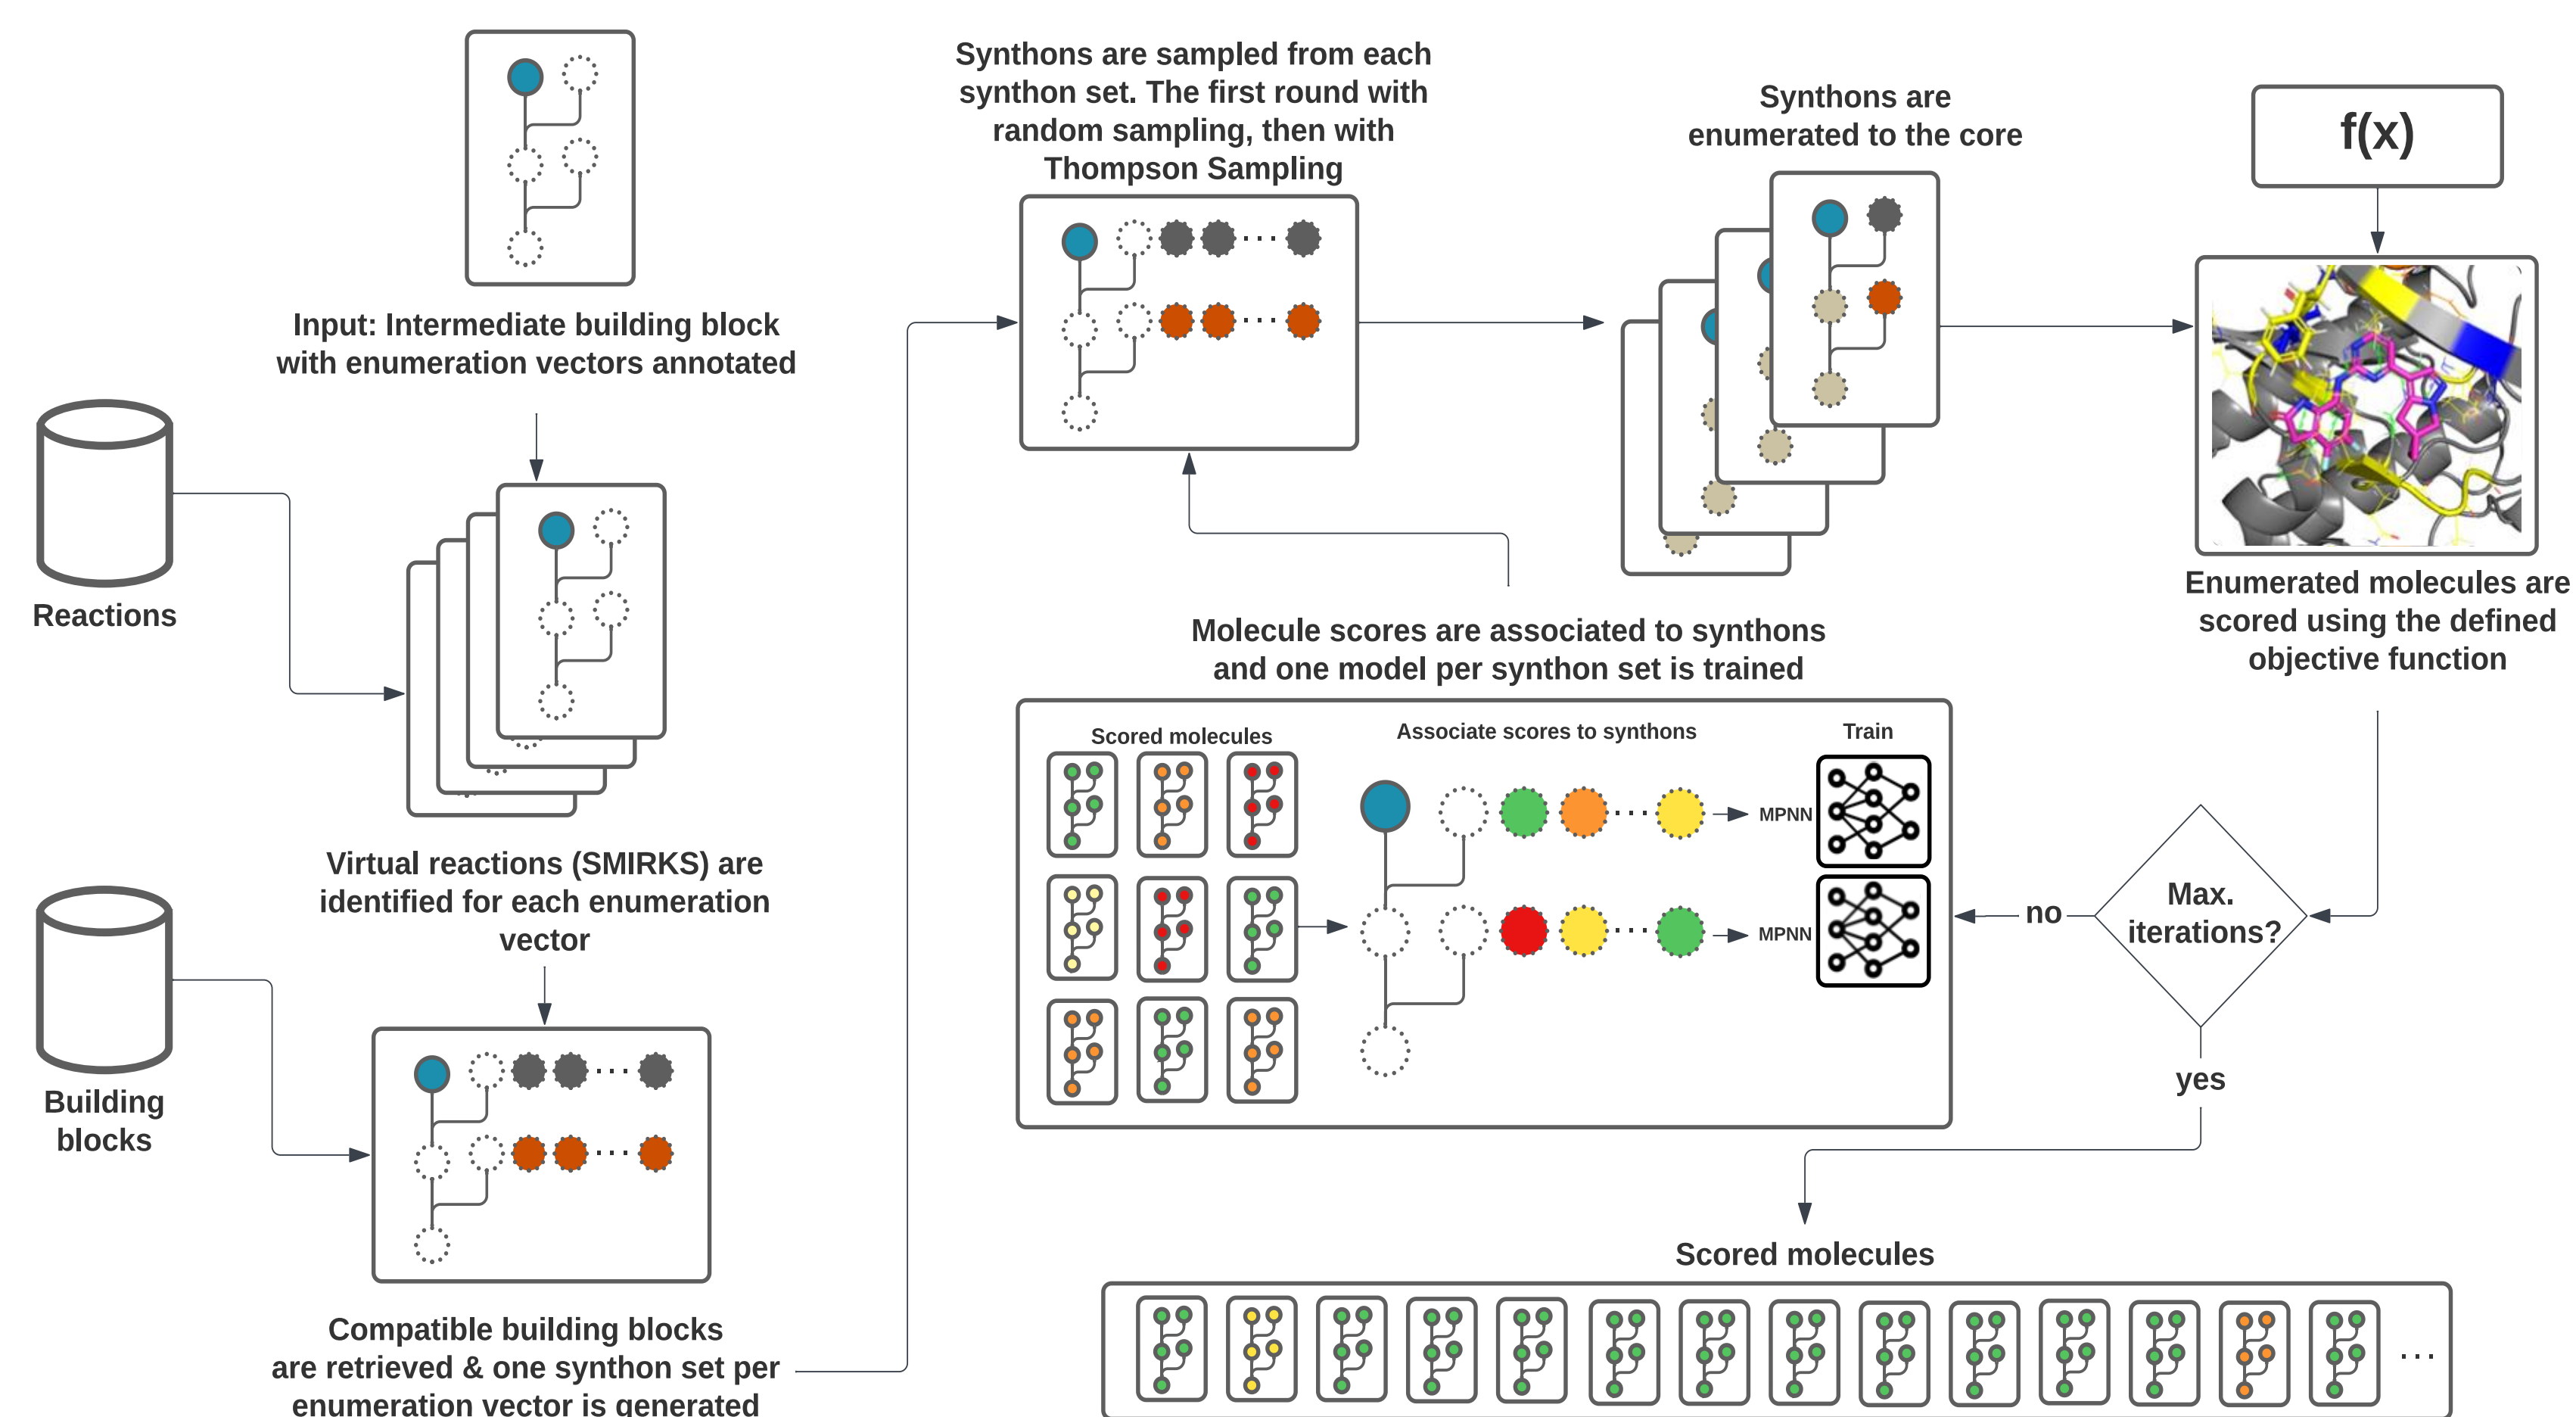 Input: Intermediate building block
with enumeration vectors annotated
Reactions
Virtual reactions (SMIRKS) are
identified for each enumeration
vector
Building
blocks
Compatible building blocks
are retrieved & one synthon set per
enumeration vector is generated
Synthons are sampled from each
synthon set. The first round with
random sampling, then with
Thompson Sampling
Synthons are
enumerated to the core
f(x)
Enumerated molecules are
scored using the defined
objective function
Max.
iterations?
no
yes
Molecule scores are associated to synthons
and one model per synthon set is trained
Scored molecules
Associate scores to synthons
Train
MPNN
MPNN
Scored molecules